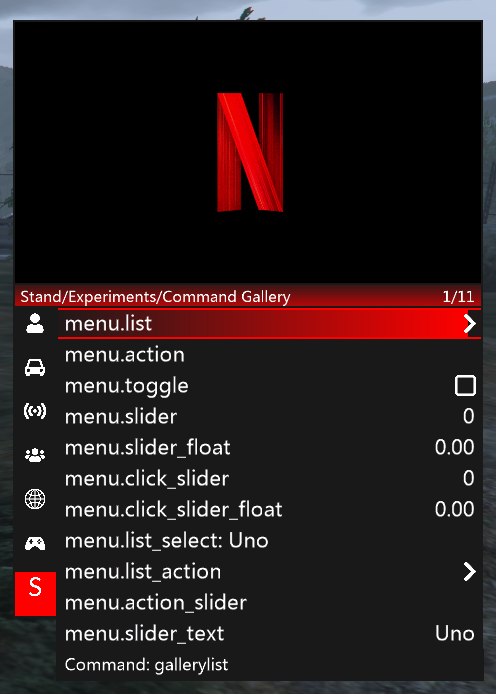 N
Stand/Experiments/Command Gallery 1/11
menu.list
menu.action
menu.toggle
menu.slider 0
menu.slider_float 0.00
menu.click_slider 0
menu.click_slider_float 0.00
menu.list_select: Uno
menu.list_action
S
menu.action_slider
menu.slider_text Uno
Command: gallerylist